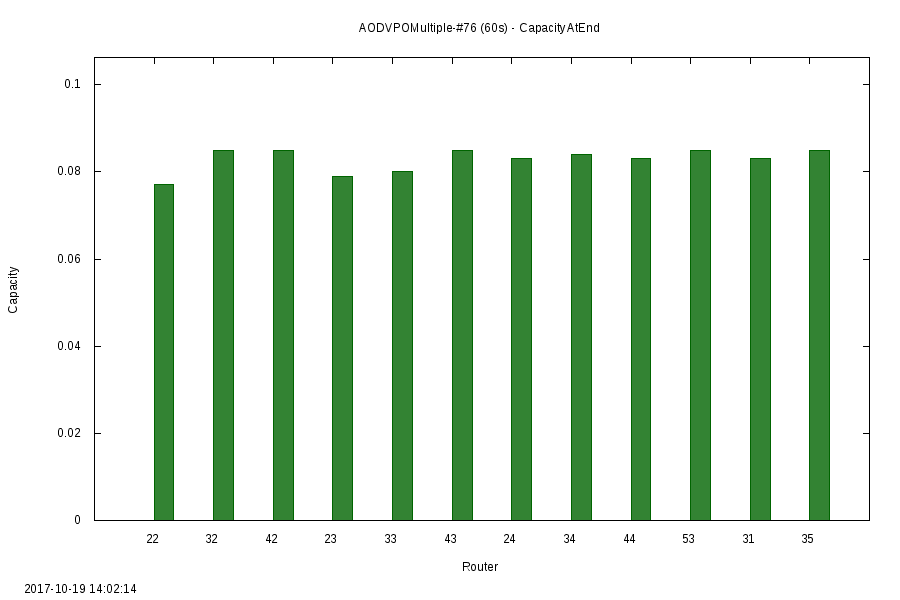 AODVPOMultiple-#76 (60s) - CapacityAtEnd
0.1
0.08
0.06
0.04
0.02
0
Capacity
22 32 42 23 33 43 24 34 44 53 31 35
Router
2017-10-19 14:02:14